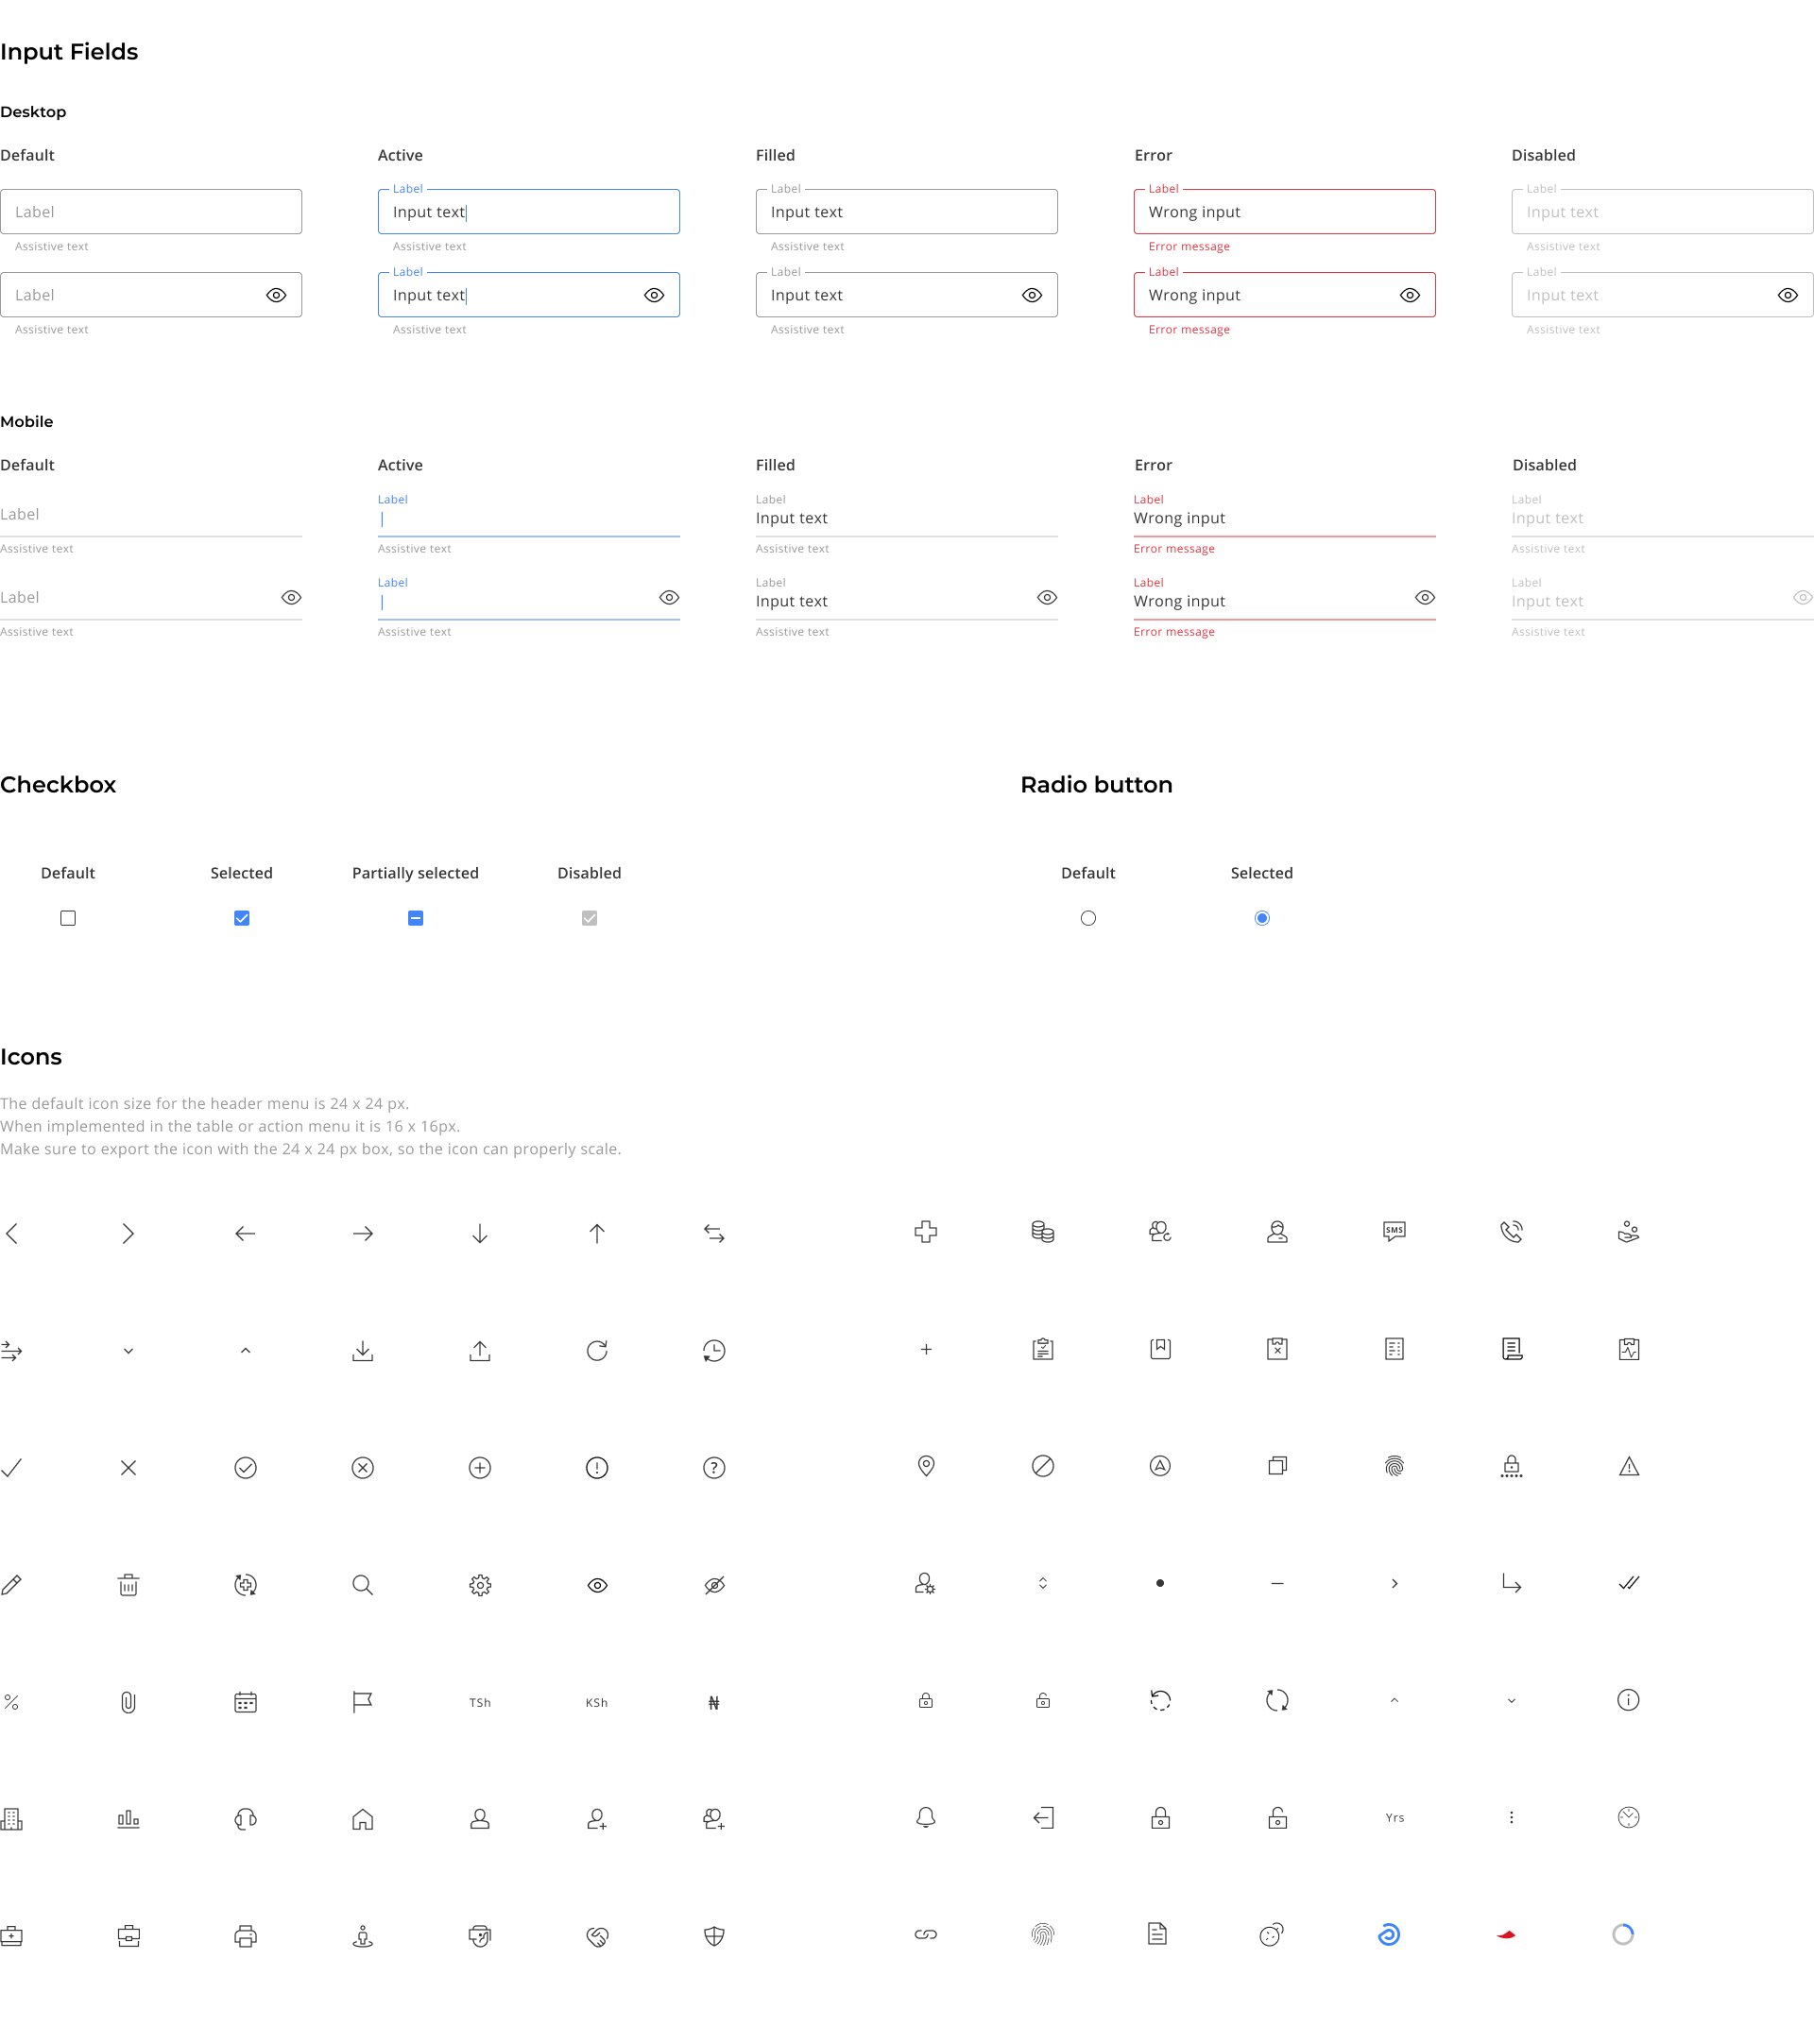 Input Fields
Desktop
Default Active Filled Error Disabled
Label Label Label Label
Label Input text Input text Wrong input Input text
Assistive text Assistive text Assistive text Error message Assistive text
Label Label Label Label
Label Input text Input text Wrong input Input text
Assistive text Assistive text Assistive text Error message Assistive text
Mobile
Default Active Filled Error Disabled
Label Label Label Label
Label Input text Wrong input Input text
Assistive text Assistive text Assistive text Error message Assistive text
Label Label Label Label
Label Input text Wrong input Input text
Assistive text Assistive text Assistive text Error message Assistive text
Checkbox Radio button
Default Selected Partially selected Disabled Default Selected
Icons
The default icon size for the header menu is 24 x 24 px.
When implemented in the table or action menu it is 16 x 16px.
Make sure to export the icon with the 24 x 24 px box, so the icon can properly scale.
SMS
%
TSh KSh ₦
Yrs